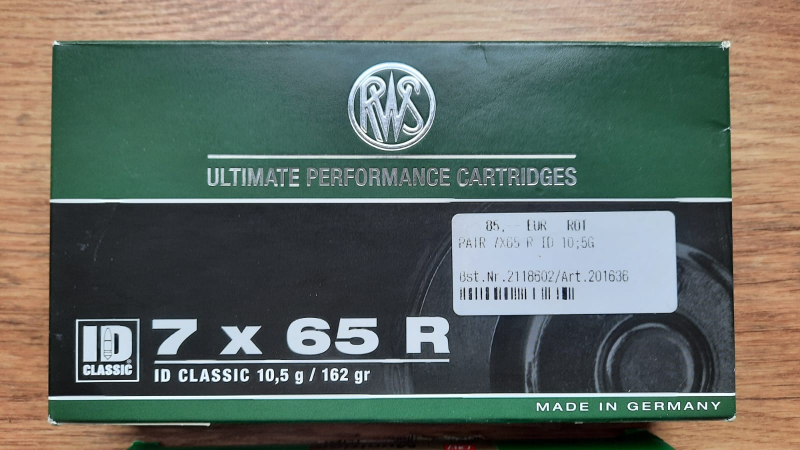 RWS
ULTIMATE PERFORMANCE CARTRIDGES
85,- EUR ROT
PAIR 7X65 R ID 10;5G
Bst.Nr.2118602/Art.201636
ID
CLASSIC
7 x 65 R
ID CLASSIC 10,5 g / 162 gr
MADE IN GERMANY